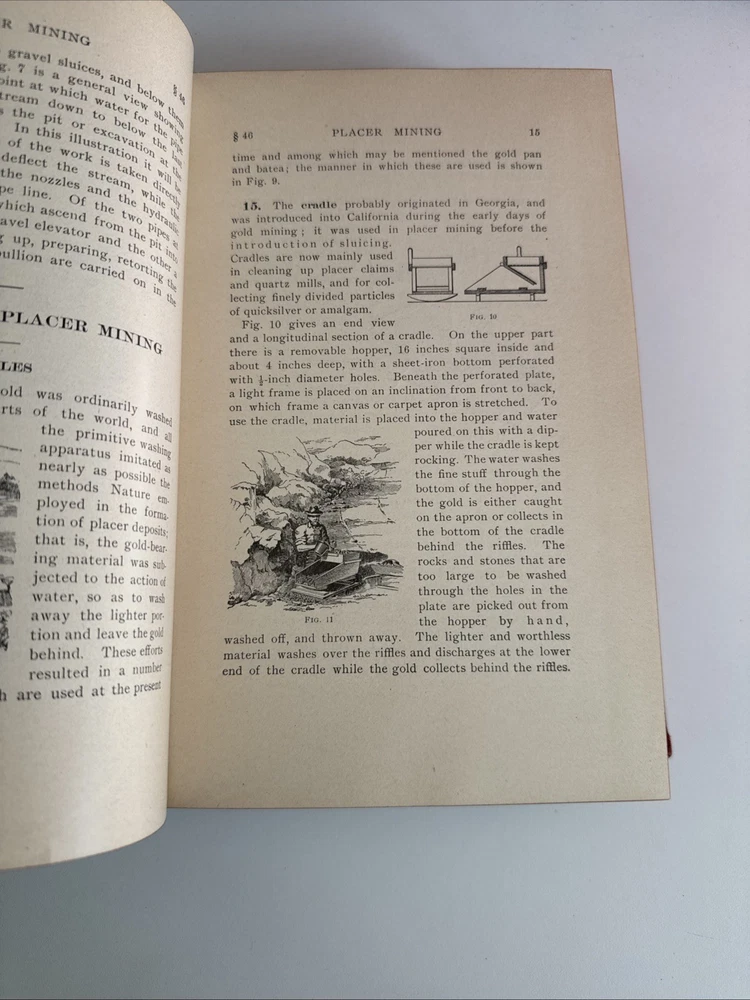 R MINING
§ 46
gravel sluices, and below them
g. 7 is a general view showing
oint at which water for the pipe
tream down to below the last
s the pit or excavation at the
In this illustration it will be
of the work is taken directly
deflect the stream, while the
the nozzles and the hydraulic
pe line. Of the two pipes at
which ascend from the pit into
avel elevator and the other a
g up, preparing, retorting the
bullion are carried on in the
PLACER MINING
LES
old was ordinarily washed
rts of the world, and all
the primitive washing
apparatus imitated as
nearly as possible the
methods Nature em-
ployed in the forma-
tion of placer deposits;
that is, the gold-bear-
ing material was sub-
jected to the action of
water, so as to wash
away the lighter por-
tion and leave the gold
behind. These efforts
resulted in a number
h are used at the present
§ 46 PLACER MINING 15
time and among which may be mentioned the gold pan
and batea; the manner in which these are used is shown
in Fig. 9.
15. The cradle probably originated in Georgia, and
was introduced into California during the early days of
gold mining; it was used in placer mining before the
introduction of sluicing.
Cradles are now mainly used
in cleaning up placer claims
and quartz mills, and for col-
lecting finely divided particles
of quicksilver or amalgam.
FIG. 10
Fig. 10 gives an end view
and a longitudinal section of a cradle. On the upper part
there is a removable hopper, 16 inches square inside and
about 4 inches deep, with a sheet-iron bottom perforated
with ½-inch diameter holes. Beneath the perforated plate,
a light frame is placed on an inclination from front to back,
on which frame a canvas or carpet apron is stretched. To
use the cradle, material is placed into the hopper and water
poured on this with a dip-
per while the cradle is kept
rocking. The water washes
the fine stuff through the
bottom of the hopper, and
the gold is either caught
on the apron or collects in
the bottom of the cradle
behind the riffles. The
rocks and stones that are
too large to be washed
through the holes in the
plate are picked out from
the hopper by hand,
FIG. 11
washed off, and thrown away. The lighter and worthless
material washes over the riffles and discharges at the lower
end of the cradle while the gold collects behind the riffles.